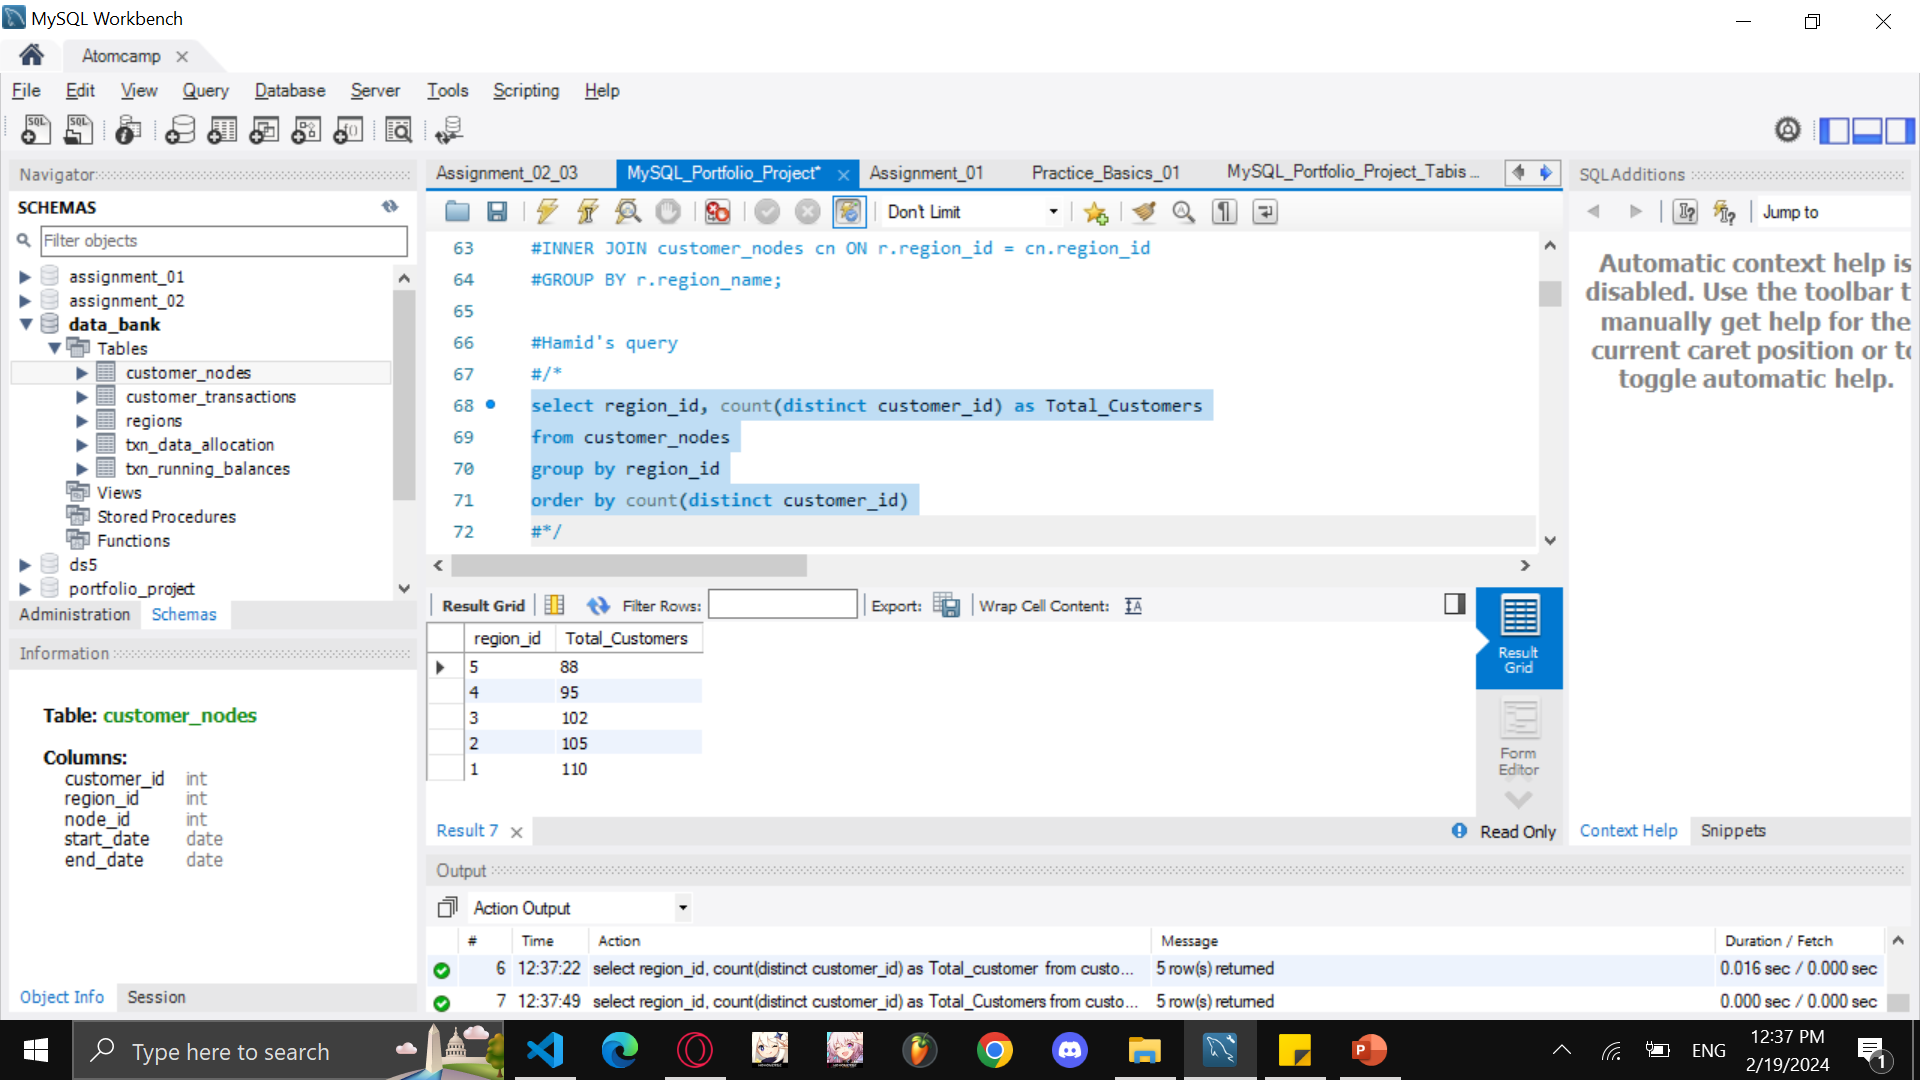 MySQL Workbench
Atomcamp
File Edit View Query Database Server Tools Scripting Help
Navigator
SCHEMAS
Filter objects
assignment_01
assignment_02
data_bank
Tables
customer_nodes
customer_transactions
regions
txn_data_allocation
txn_running_balances
Views
Stored Procedures
Functions
ds5
portfolio_project
Administration Schemas
Information
Table: customer_nodes
Columns:
customer_id int
region_id int
node_id int
start_date date
end_date date
Object Info Session
Assignment_02_03 MySQL_Portfolio_Project* Assignment_01 Practice_Basics_01 MySQL_Portfolio_Project_Tabis ...
Don't Limit
63 #INNER JOIN customer_nodes cn ON r.region_id = cn.region_id
64 #GROUP BY r.region_name;
65
66 #Hamid's query
67 #/*
68 select region_id, count(distinct customer_id) as Total_Customers
69 from customer_nodes
70 group by region_id
71 order by count(distinct customer_id)
72 #*/
Result Grid Filter Rows: Export: Wrap Cell Content:
region_id Total_Customers
5 88
4 95
3 102
2 105
1 110
Result Grid
Form Editor
Result 7 Read Only
SQLAdditions
Jump to
Automatic context help is
disabled. Use the toolbar t
manually get help for the
current caret position or to
toggle automatic help.
Context Help Snippets
Output
Action Output
# Time Action Message Duration / Fetch
6 12:37:22 select region_id, count(distinct customer_id) as Total_customer from custo... 5 row(s) returned 0.016 sec / 0.000 sec
7 12:37:49 select region_id, count(distinct customer_id) as Total_Customers from custo... 5 row(s) returned 0.000 sec / 0.000 sec
Type here to search
ENG
12:37 PM
2/19/2024
1